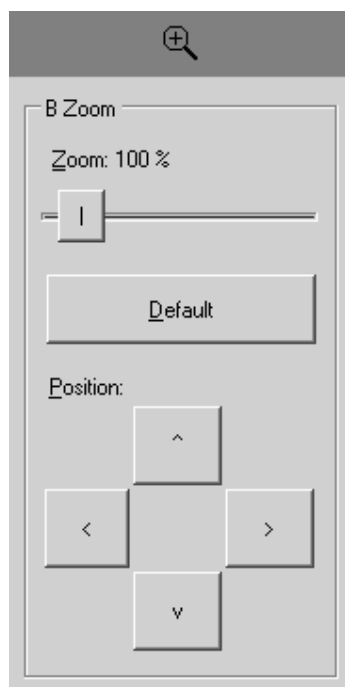 B Zoom
Zoom: 100 %
Default
Position:
^
< >
v